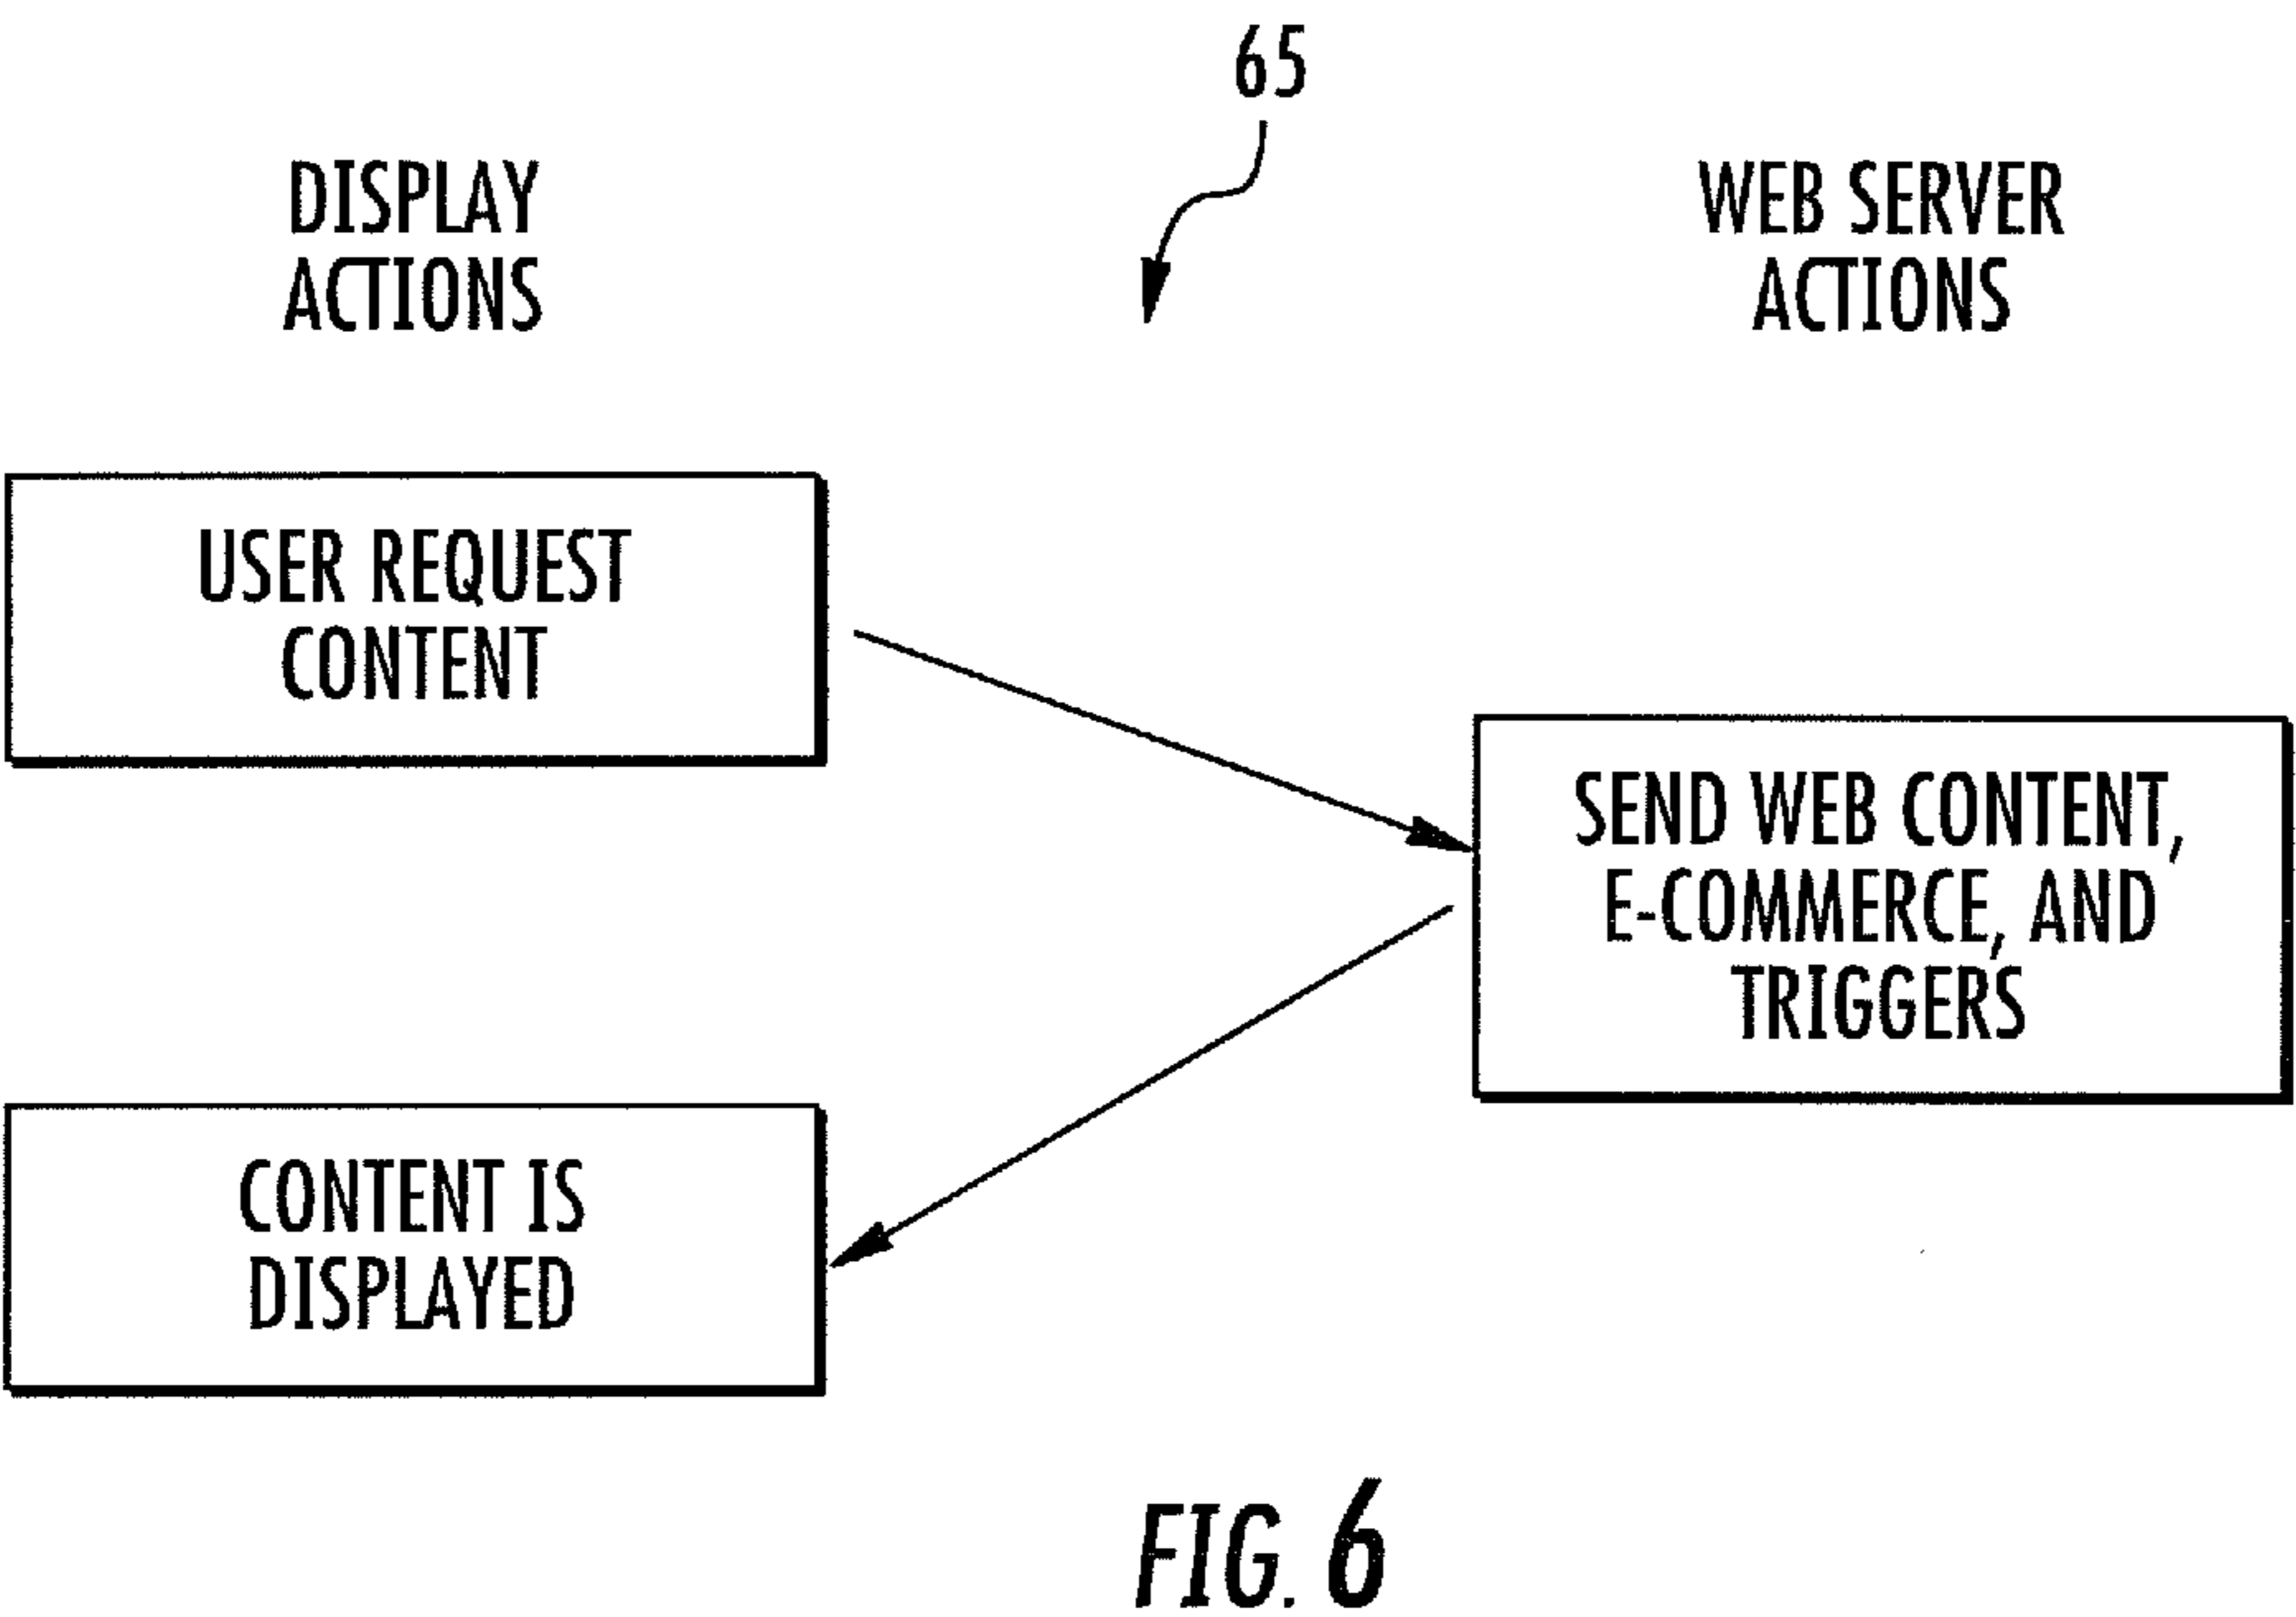 65
DISPLAY
ACTIONS
WEB SERVER
ACTIONS
USER REQUEST
CONTENT
SEND WEB CONTENT,
E-COMMERCE, AND
TRIGGERS
CONTENT IS
DISPLAYED
FIG. 6